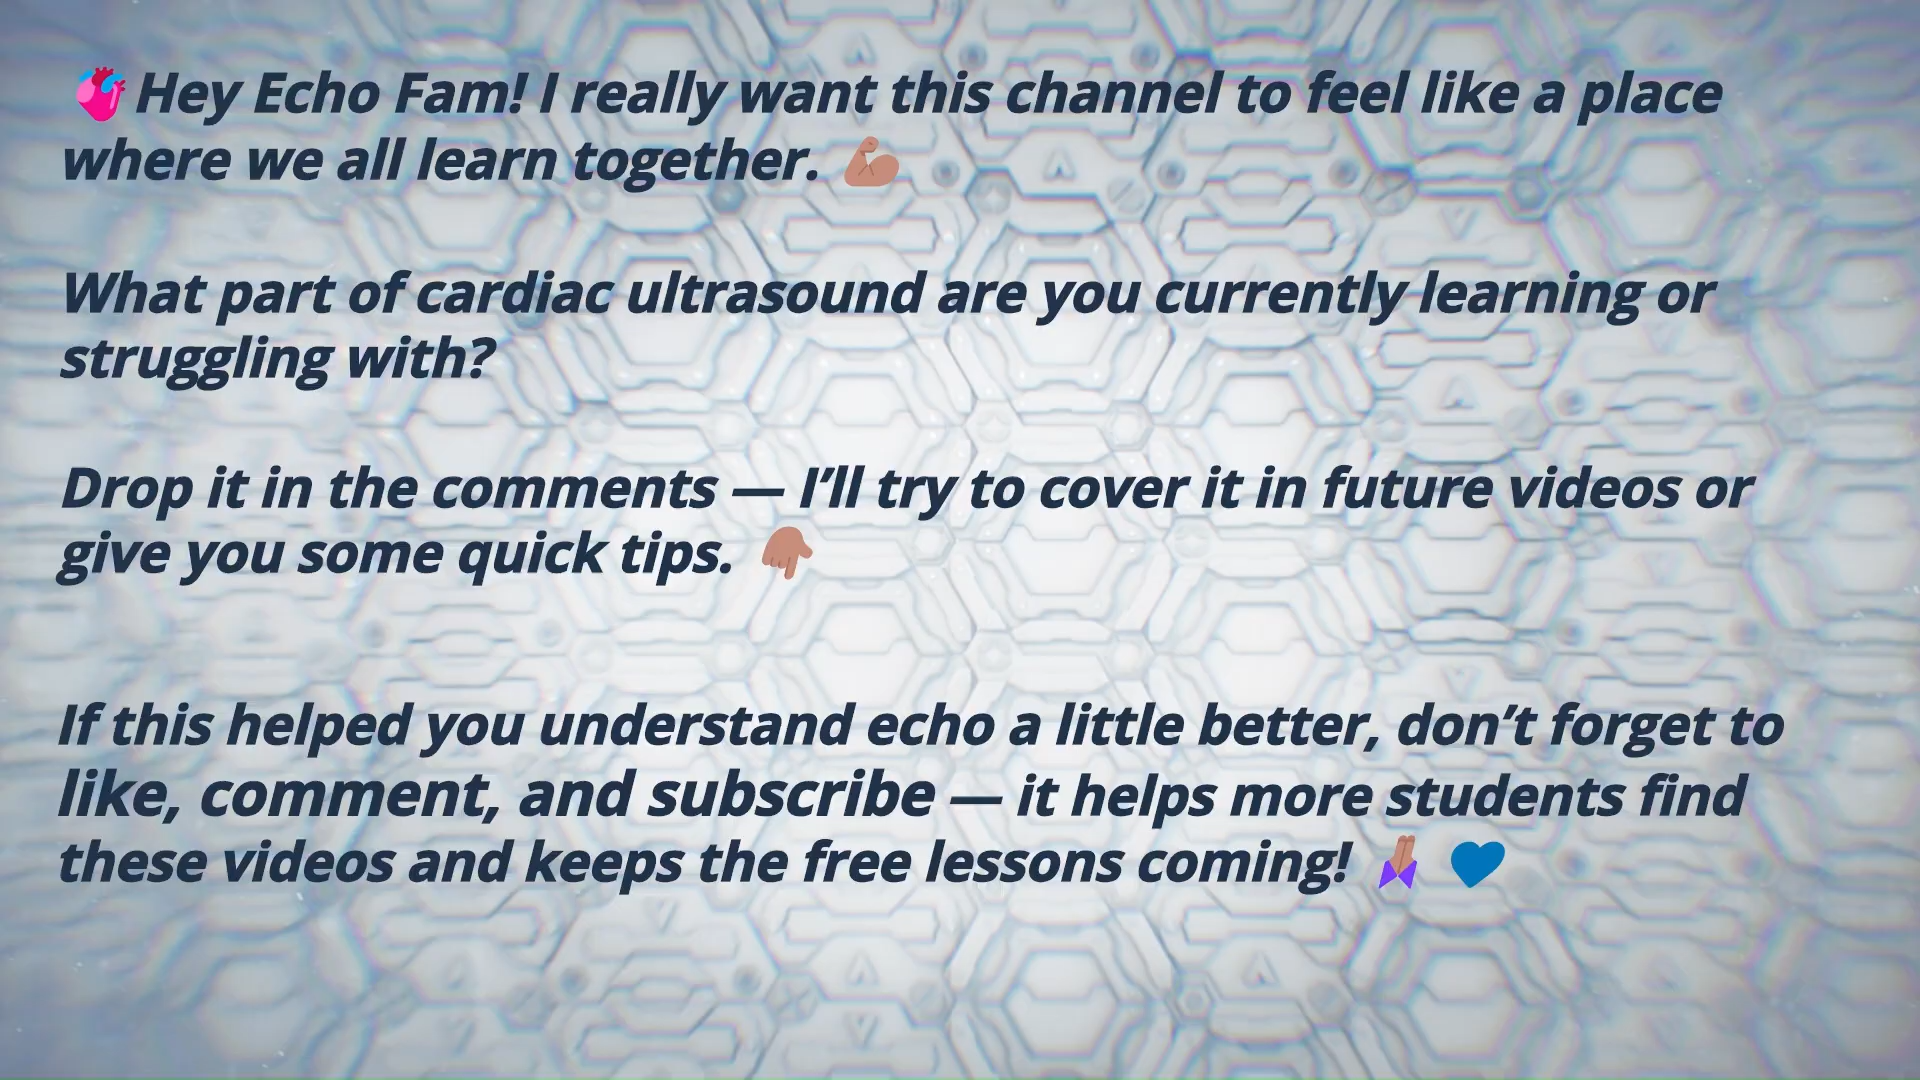 🫀Hey Echo Fam! I really want this channel to feel like a place
where we all learn together. 💪🏽
What part of cardiac ultrasound are you currently learning or
struggling with?
Drop it in the comments — I’ll try to cover it in future videos or
give you some quick tips. 👇🏽
If this helped you understand echo a little better, don’t forget to
like, comment, and subscribe — it helps more students find
these videos and keeps the free lessons coming! 🙏🏽 💙